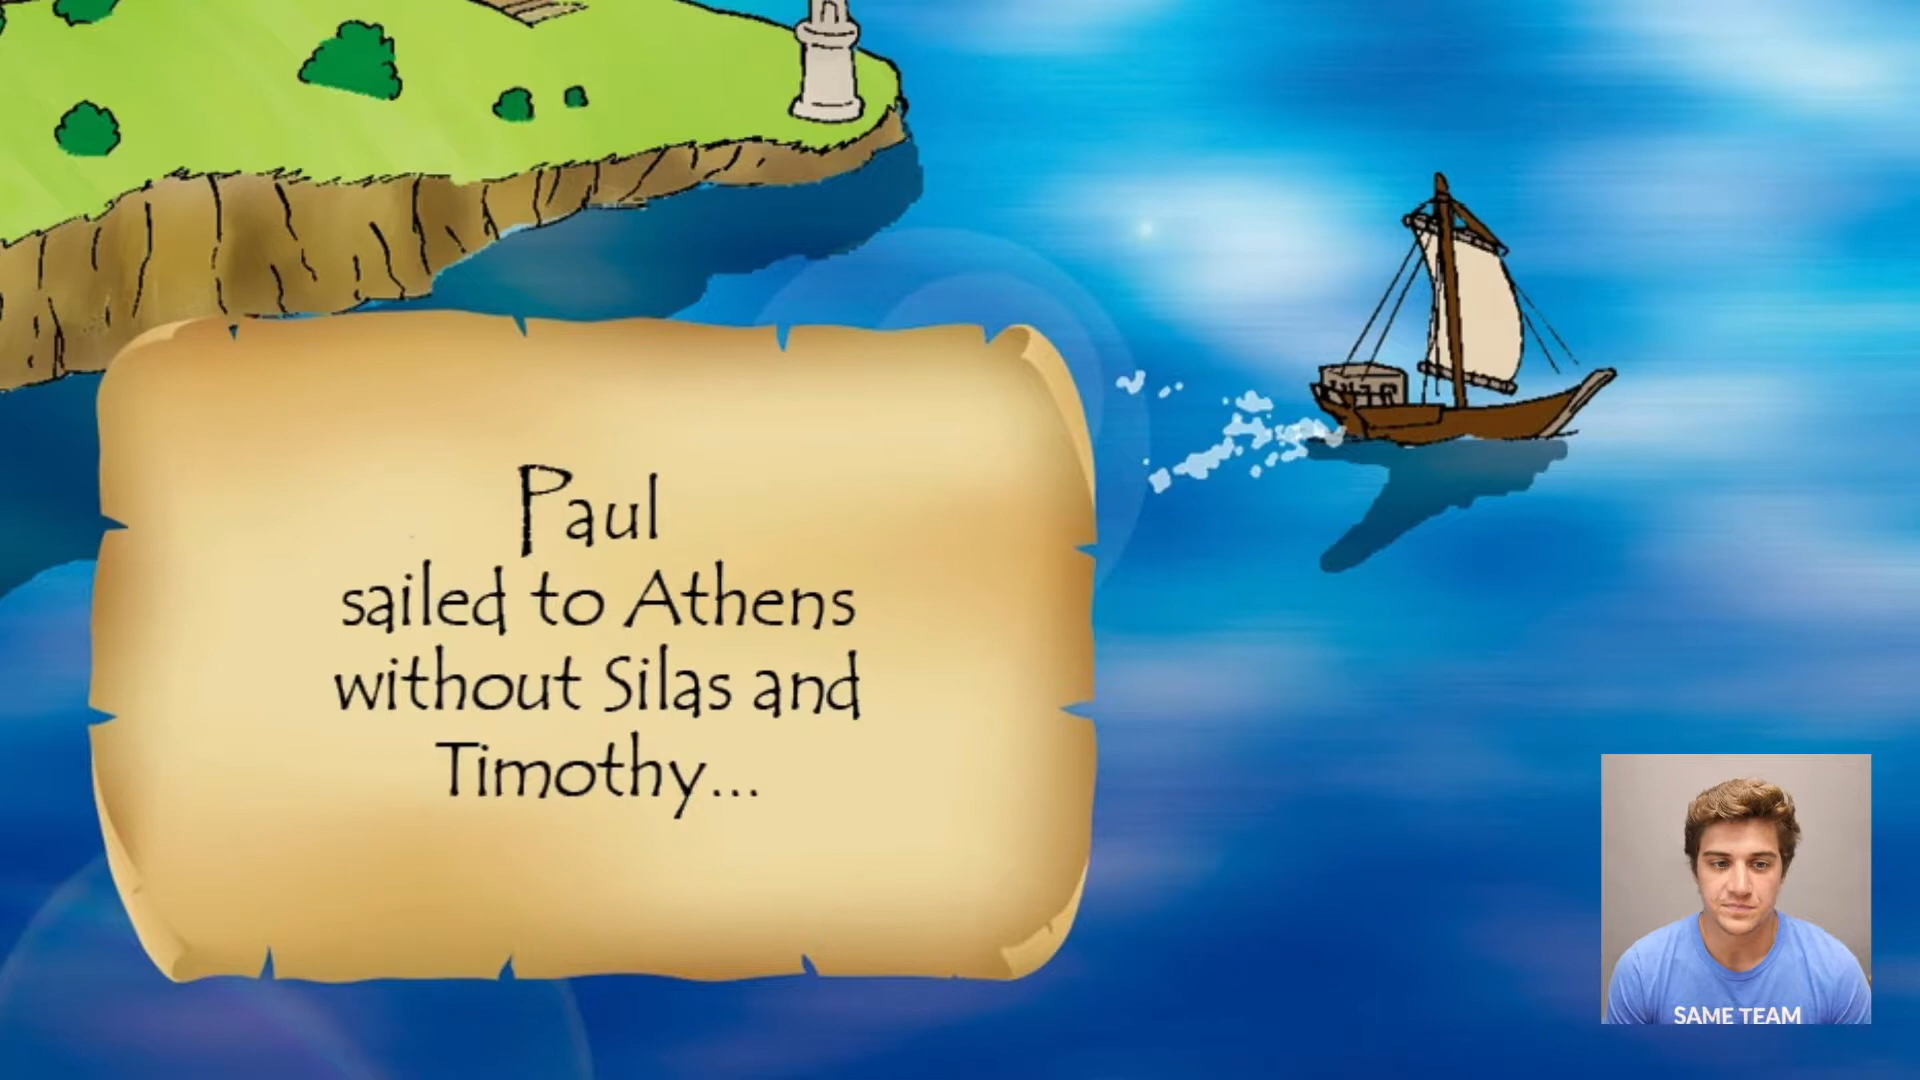 Paul
sailed to Athens
without Silas and
Timothy...
SAME TEAM